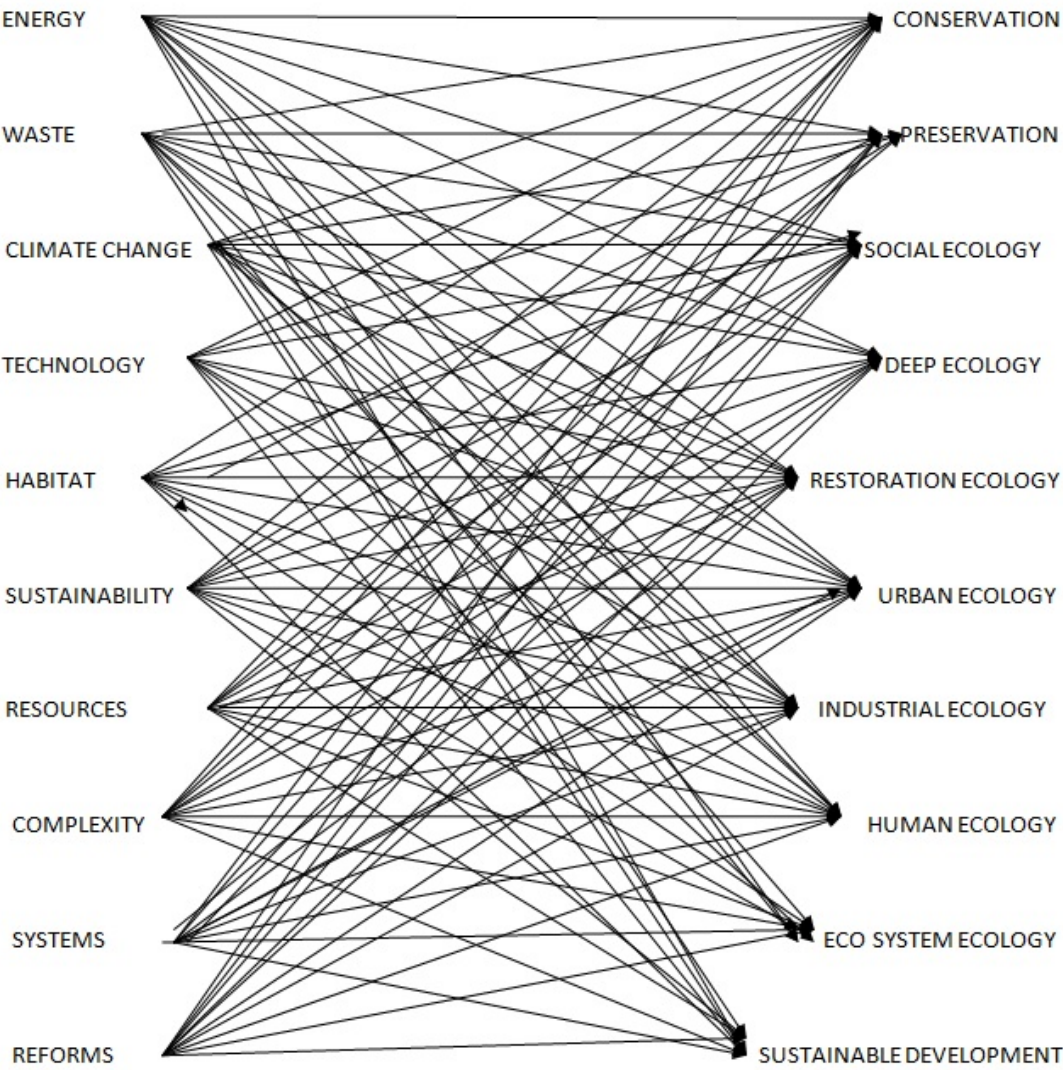 ENERGY CONSERVATION
WASTE PRESERVATION
CLIMATE CHANGE SOCIAL ECOLOGY
TECHNOLOGY DEEP ECOLOGY
HABITAT RESTORATION ECOLOGY
SUSTAINABILITY URBAN ECOLOGY
RESOURCES INDUSTRIAL ECOLOGY
COMPLEXITY HUMAN ECOLOGY
SYSTEMS ECO SYSTEM ECOLOGY
REFORMS SUSTAINABLE DEVELOPMENT